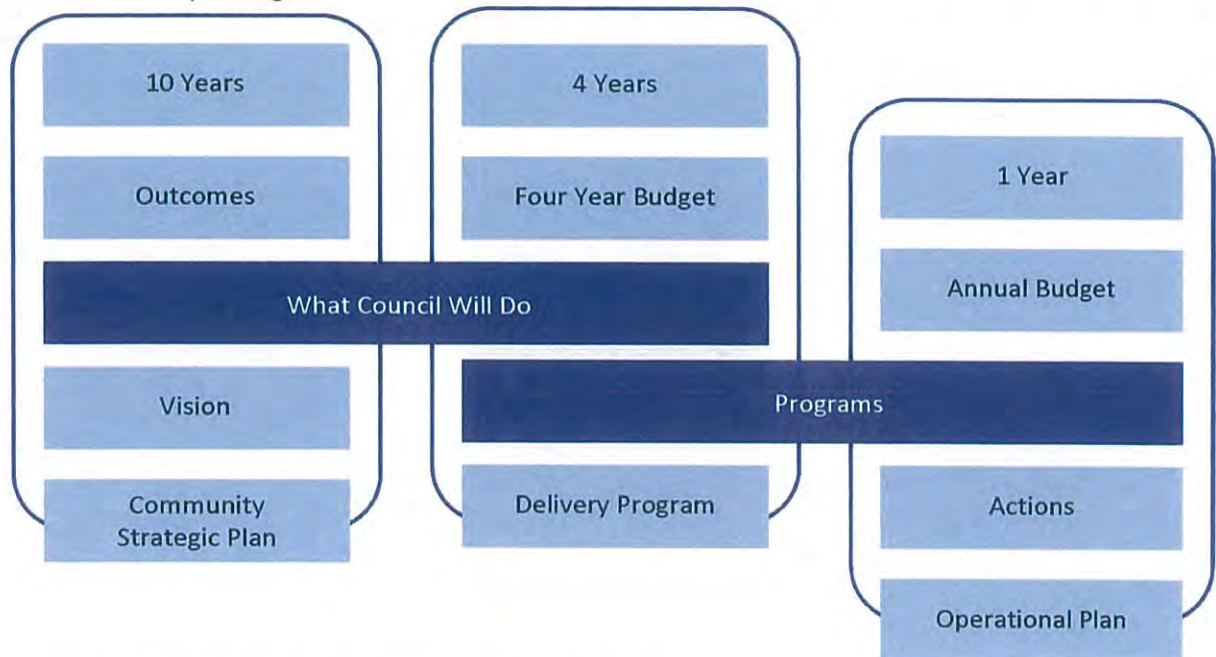 10 Years
Outcomes
What Council Will Do
Vision
Community
Strategic Plan
4 Years
Four Year Budget
Programs
Delivery Program
1 Year
Annual Budget
Actions
Operational Plan